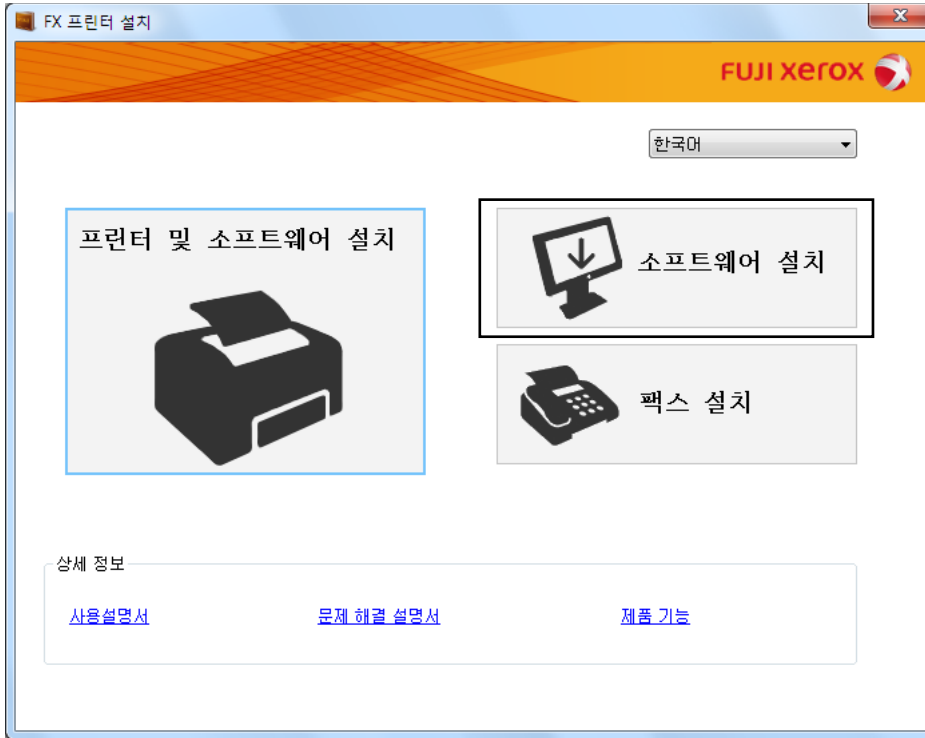 FX 프린터 설치
FUJI xerox
한국어
프린터 및 소프트웨어 설치
소프트웨어 설치
팩스 설치
상세 정보
사용설명서
문제 해결 설명서
제품 기능